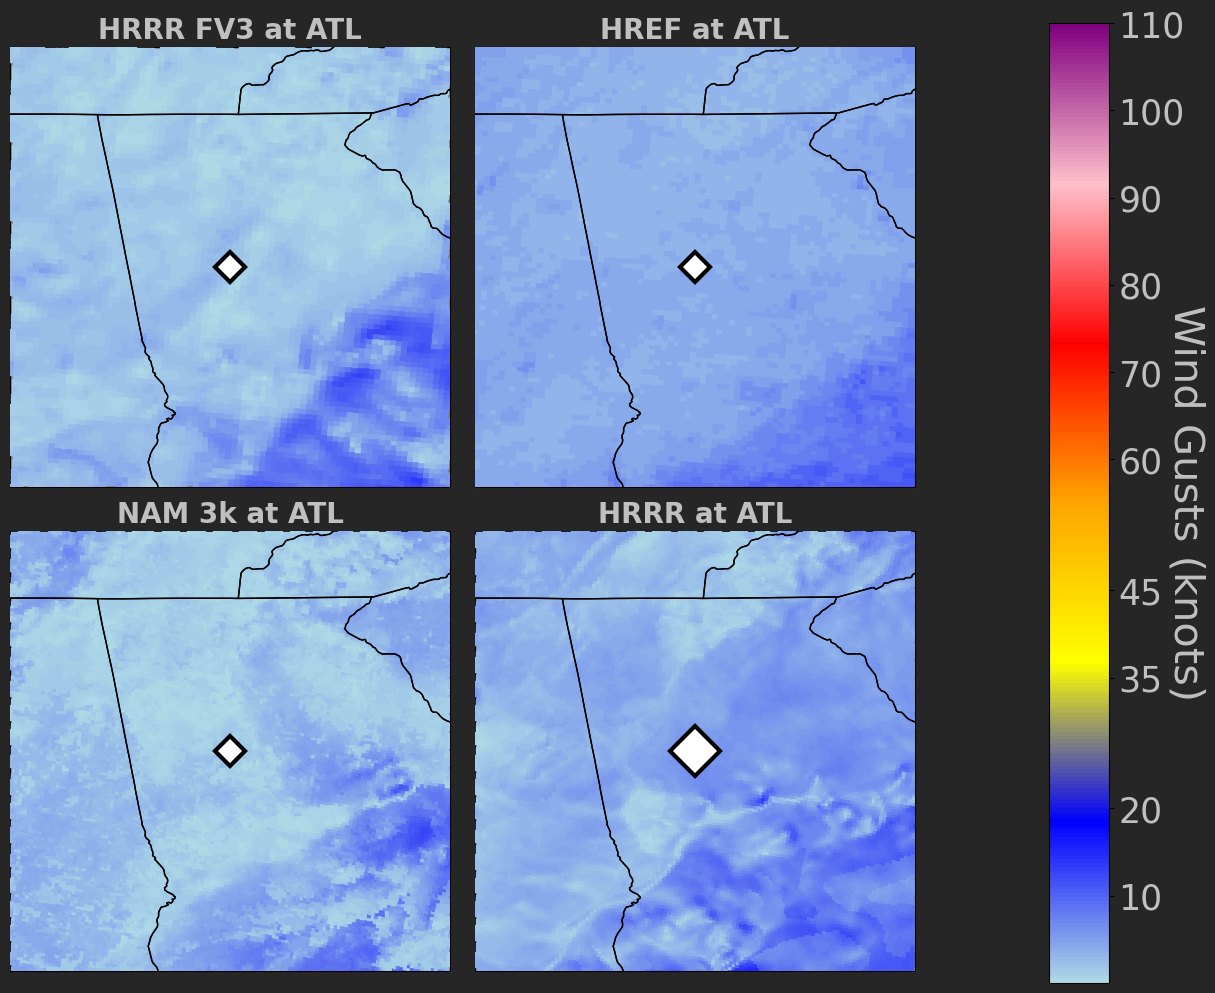 HRRR FV3 at ATL
HREF at ATL
NAM 3k at ATL
HRRR at ATL
110
100
90
80
70
60
45
35
20
10
Wind Gusts (knots)